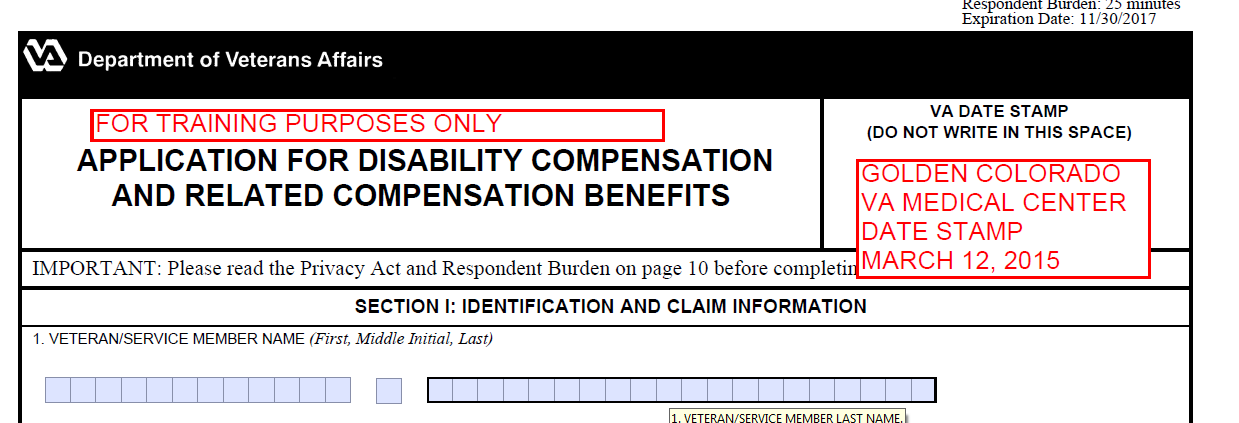 Respondent Burden: 25 minutes
Expiration Date: 11/30/2017
VA Department of Veterans Affairs
FOR TRAINING PURPOSES ONLY
APPLICATION FOR DISABILITY COMPENSATION
AND RELATED COMPENSATION BENEFITS
VA DATE STAMP
(DO NOT WRITE IN THIS SPACE)
GOLDEN COLORADO
VA MEDICAL CENTER
DATE STAMP
MARCH 12, 2015
IMPORTANT: Please read the Privacy Act and Respondent Burden on page 10 before completin
SECTION I: IDENTIFICATION AND CLAIM INFORMATION
1. VETERAN/SERVICE MEMBER NAME (First, Middle Initial, Last)
1. VETERAN/SERVICE MEMBER LAST NAME.